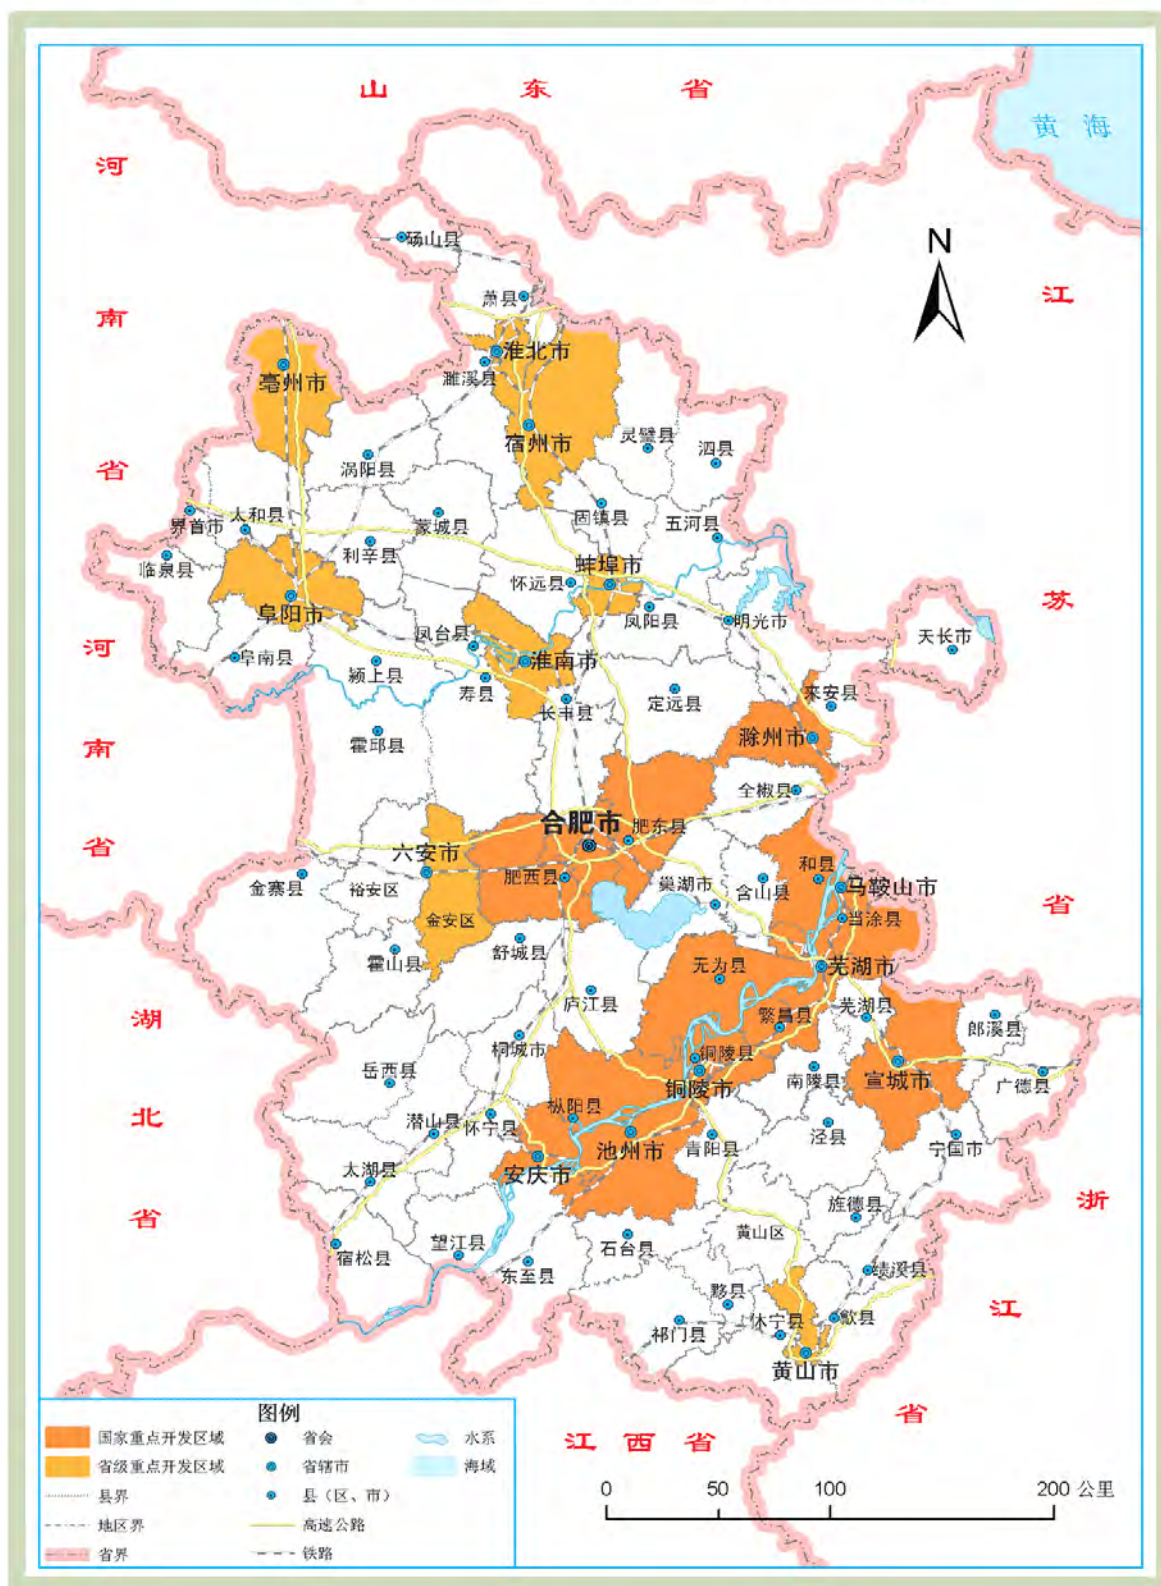 山东省
黄海
河南省
河南省
湖北省
江苏省
浙江省
江西省
N
砀山县
萧县
淮北市
濉溪县
亳州市
宿州市
灵璧县
泗县
涡阳县
固镇县
五河县
界首市
太和县
蒙城县
利辛县
临泉县
蚌埠市
怀远县
阜阳市
凤阳县
明光市
天长市
凤台县
淮南市
阜南县
颍上县
寿县
长丰县
定远县
来安县
霍邱县
滁州市
全椒县
合肥市
肥东县
六安市
和县
金寨县
裕安区
肥西县
巢湖市
含山县
马鞍山市
金安区
当涂县
舒城县
霍山县
无为县
芜湖市
庐江县
繁昌县
芜湖县
郎溪县
桐城市
铜陵县
岳西县
铜陵市
南陵县
宣城市
广德县
枞阳县
潜山县
怀宁县
池州市
青阳县
泾县
宁国市
太湖县
安庆市
旌德县
宿松县
望江县
石台县
黄山区
东至县
绩溪县
黟县
祁门县
休宁县
歙县
黄山市
图例
国家重点开发区域
省会
水系
省级重点开发区域
省辖市
海域
县界
县（区、市）
地区界
高速公路
省界
铁路
0 50 100 200 公里